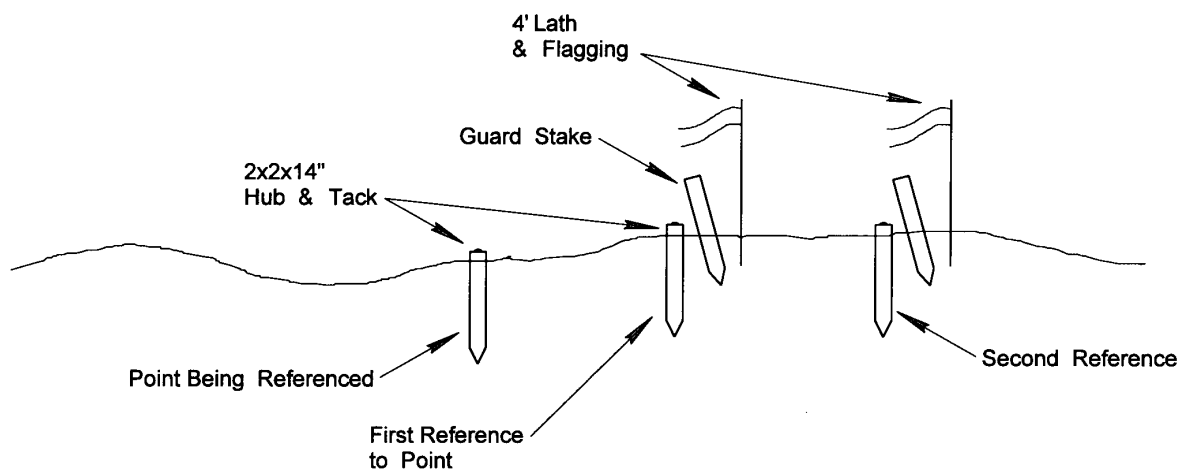 4' Lath
& Flagging
Guard Stake
2x2x14"
Hub & Tack
Point Being Referenced
First Reference
to Point
Second Reference